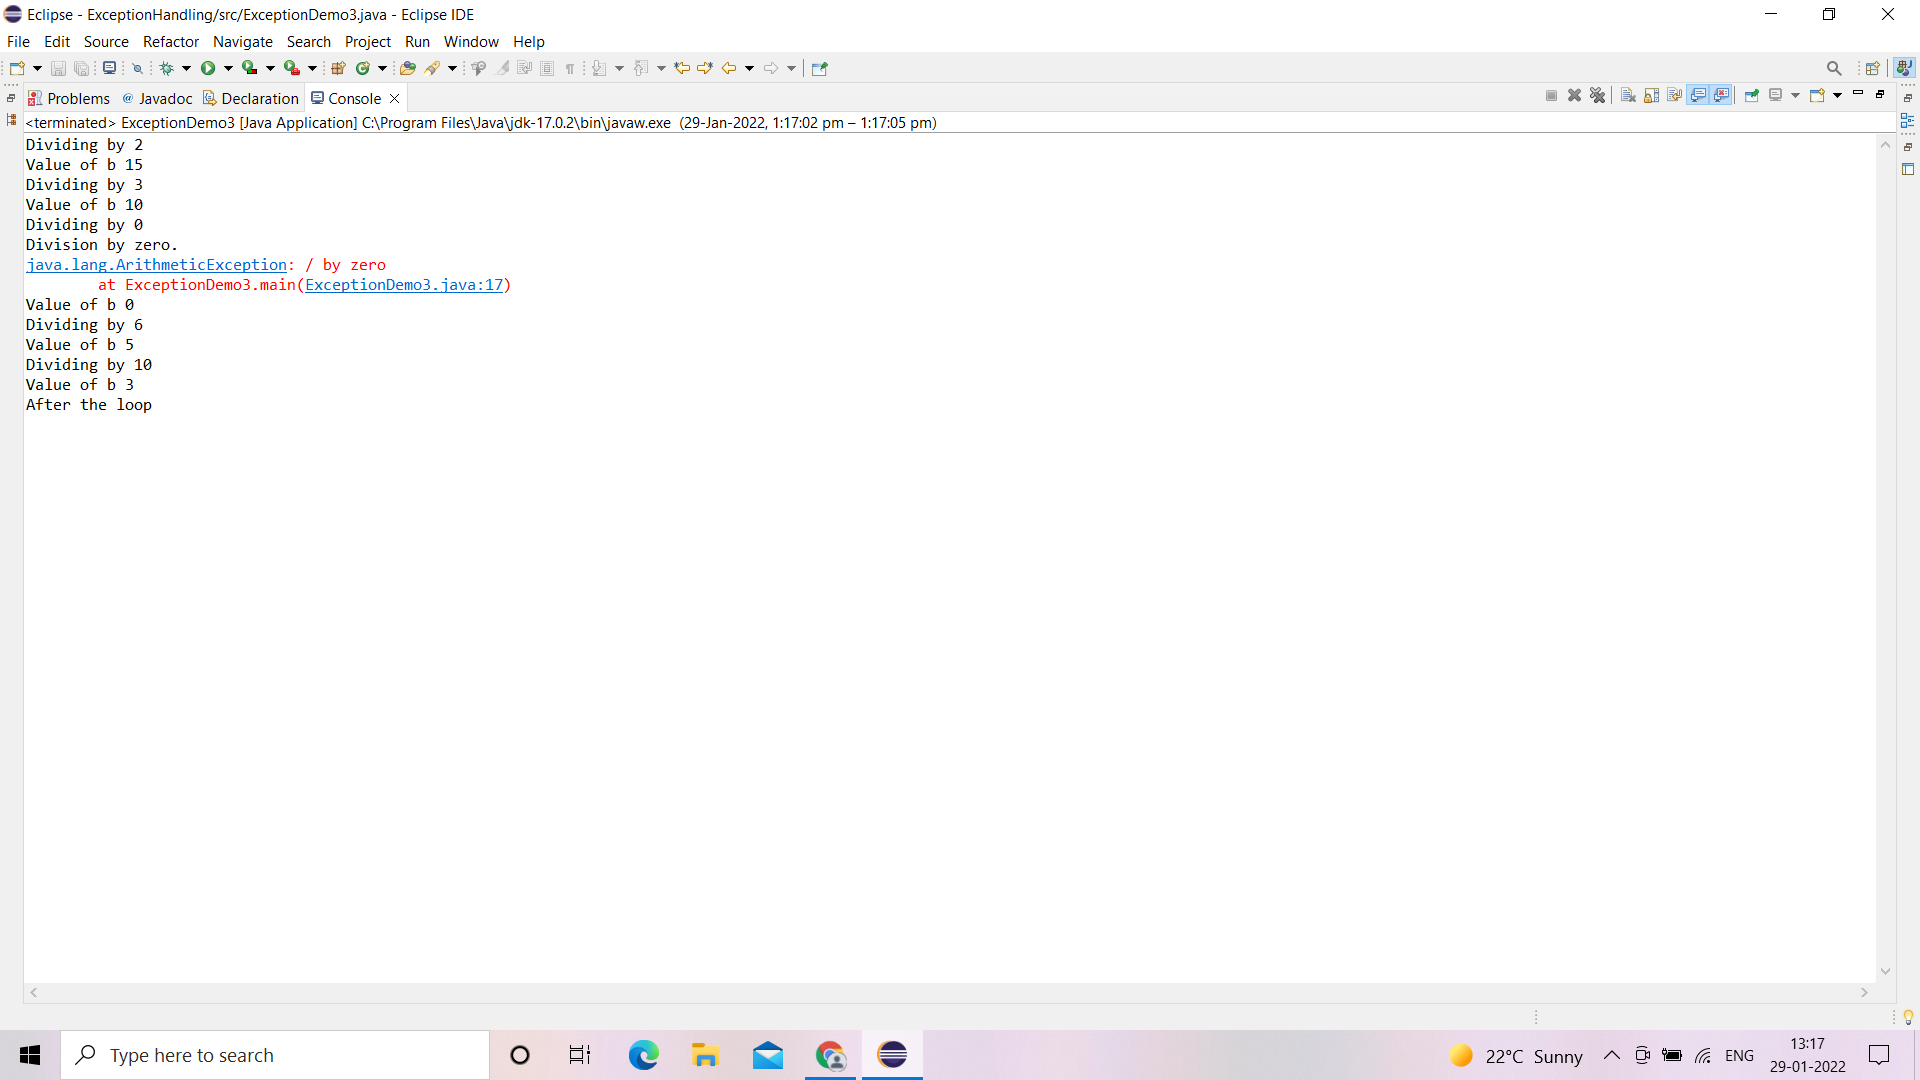 Eclipse - ExceptionHandling/src/ExceptionDemo3.java - Eclipse IDE
File Edit Source Refactor Navigate Search Project Run Window Help
Problems @ Javadoc Declaration Console
<terminated> ExceptionDemo3 [Java Application] C:\Program Files\Java\jdk-17.0.2\bin\javaw.exe (29-Jan-2022, 1:17:02 pm – 1:17:05 pm)
Dividing by 2
Value of b 15
Dividing by 3
Value of b 10
Dividing by 0
Division by zero.
java.lang.ArithmeticException: / by zero
at ExceptionDemo3.main(ExceptionDemo3.java:17)
Value of b 0
Dividing by 6
Value of b 5
Dividing by 10
Value of b 3
After the loop
Type here to search
22°C Sunny
ENG
13:17
29-01-2022